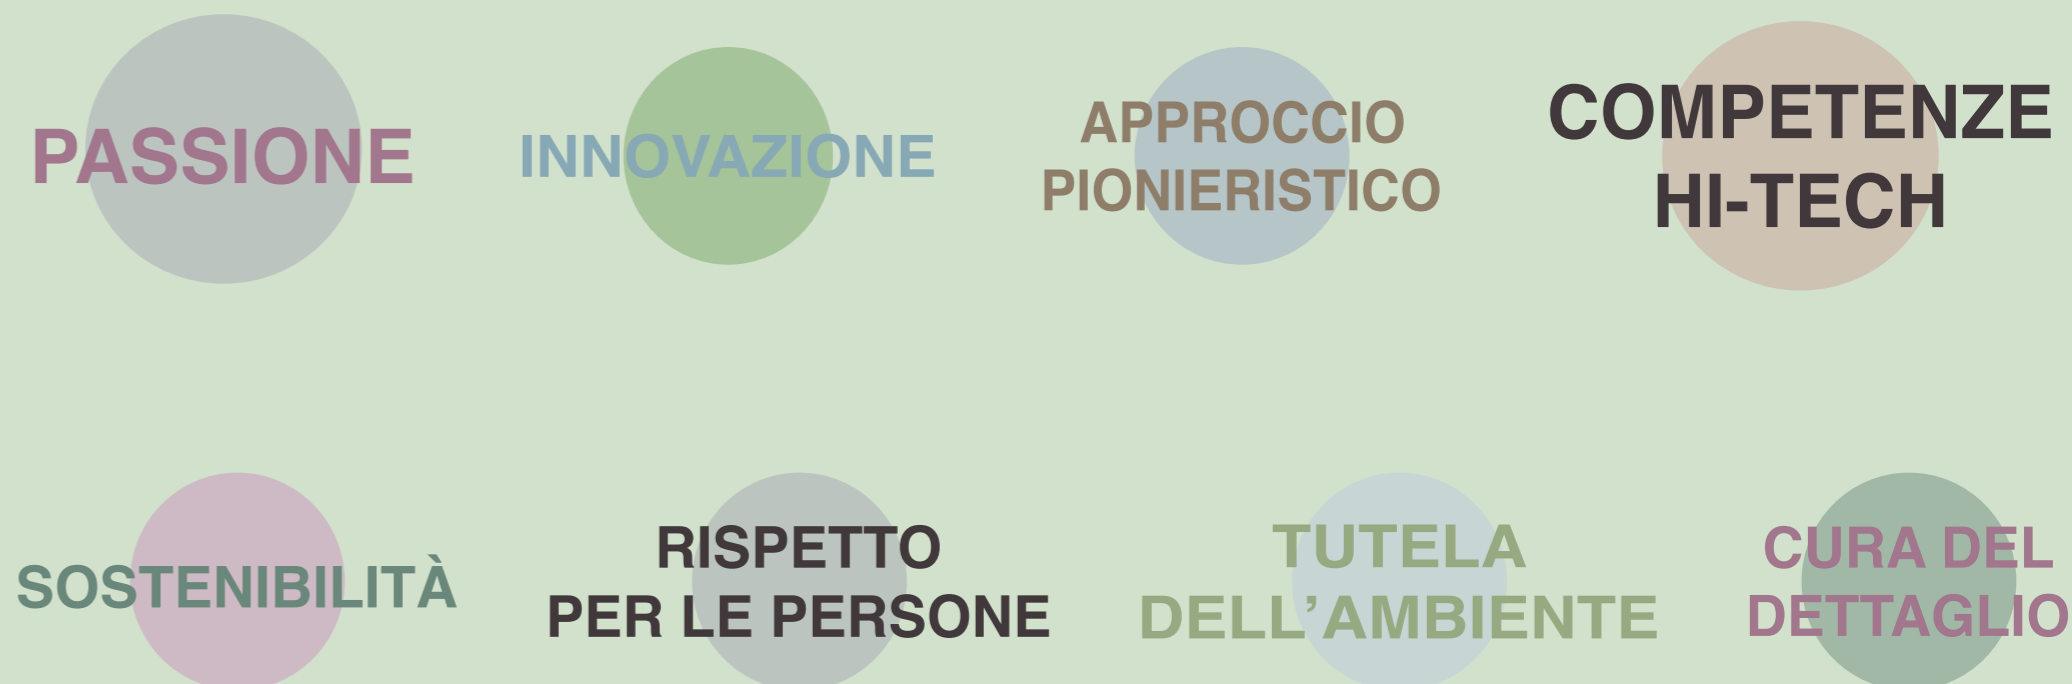 PASSIONE
INNOVAZIONE
APPROCCIO
PIONIERISTICO
COMPETENZE
HI-TECH
SOSTENIBILITÀ
RISPETTO
PER LE PERSONE
TUTELA
DELL’AMBIENTE
CURA DEL
DETTAGLIO